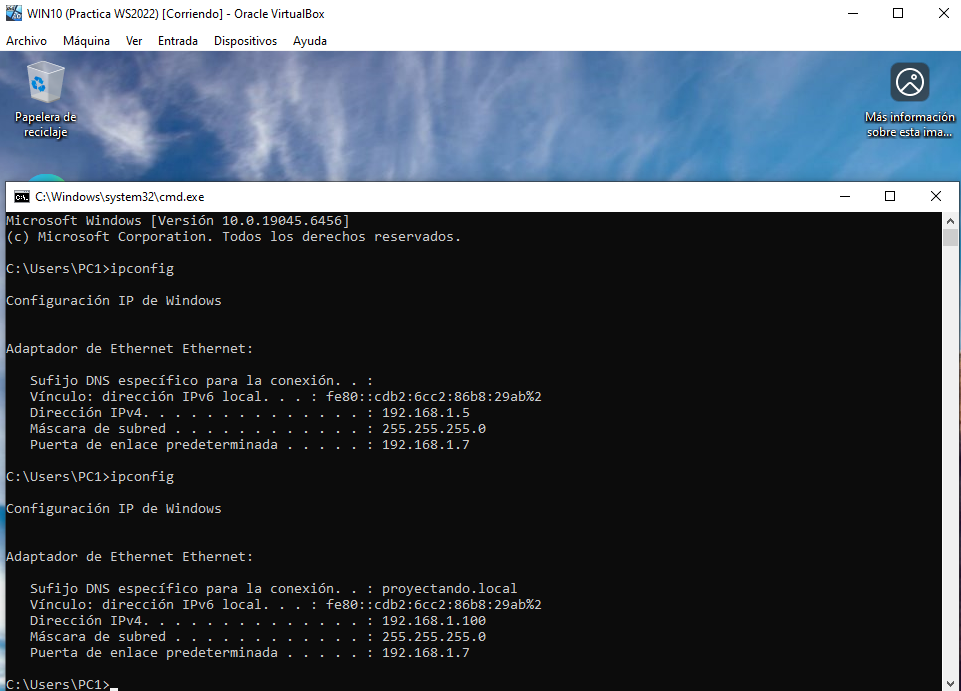 WIN10 (Practica WS2022) [Corriendo] - Oracle VirtualBox
Archivo Máquina Ver Entrada Dispositivos Ayuda
Papelera de
reciclaje
Más información
sobre esta ima...
C:\Windows\system32\cmd.exe
Microsoft Windows [Versión 10.0.19045.6456]
(c) Microsoft Corporation. Todos los derechos reservados.
C:\Users\PC1>ipconfig
Configuración IP de Windows
Adaptador de Ethernet Ethernet:
Sufijo DNS específico para la conexión. . :
Vínculo: dirección IPv6 local. . . : fe80::cdb2:6cc2:86b8:29ab%2
Dirección IPv4. . . . . . . . . . . . . . : 192.168.1.5
Máscara de subred . . . . . . . . . . . . : 255.255.255.0
Puerta de enlace predeterminada . . . . . : 192.168.1.7
C:\Users\PC1>ipconfig
Configuración IP de Windows
Adaptador de Ethernet Ethernet:
Sufijo DNS específico para la conexión. . : proyectando.local
Vínculo: dirección IPv6 local. . . : fe80::cdb2:6cc2:86b8:29ab%2
Dirección IPv4. . . . . . . . . . . . . . : 192.168.1.100
Máscara de subred . . . . . . . . . . . . : 255.255.255.0
Puerta de enlace predeterminada . . . . . : 192.168.1.7
C:\Users\PC1>_